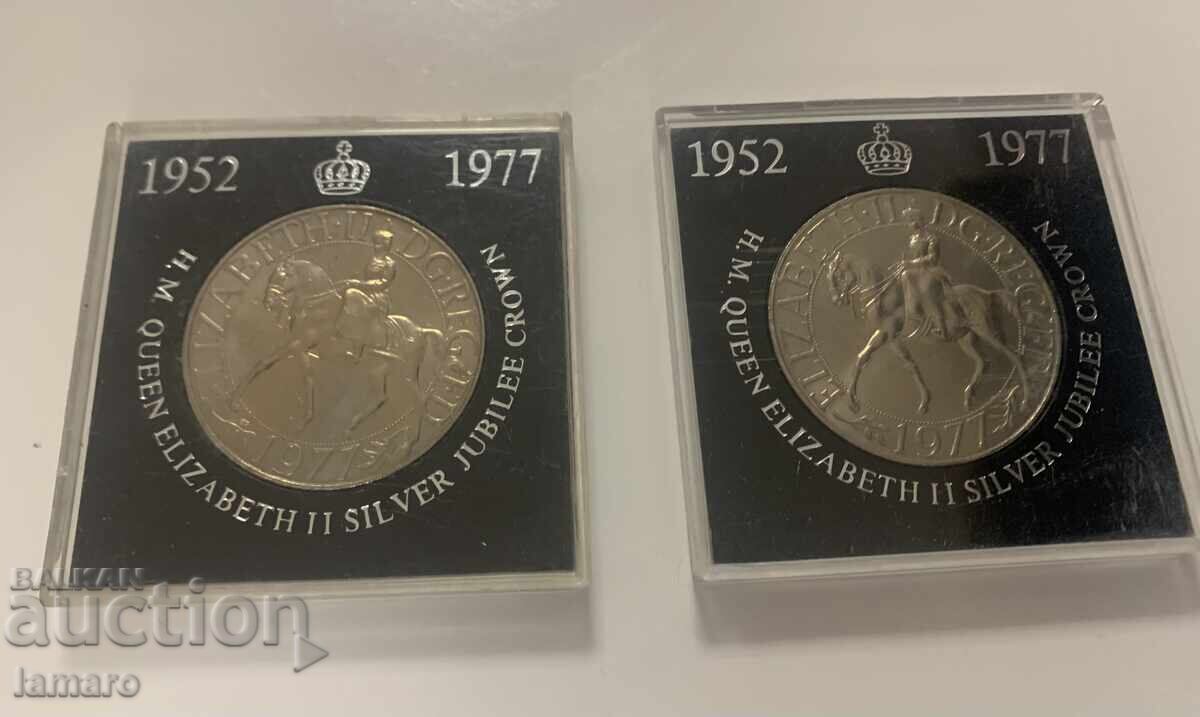 1952 1977
ELIZABETH·II·D·G·REG·F·D
1977
H.M. QUEEN ELIZABETH II SILVER JUBILEE CROWN
1952 1977
ELIZABETH·II·D·G·REG·F·D
1977
H.M. QUEEN ELIZABETH II SILVER JUBILEE CROWN
BALKAN
auction
lamaro